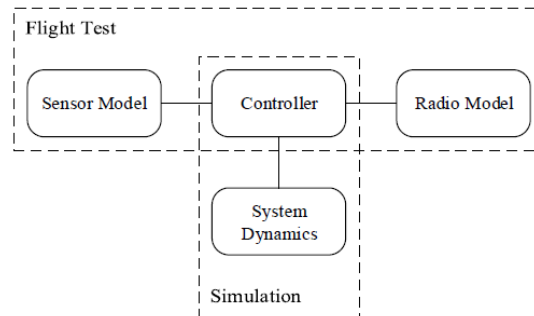 Flight Test
Sensor Model
Controller
Radio Model
System
Dynamics
Simulation